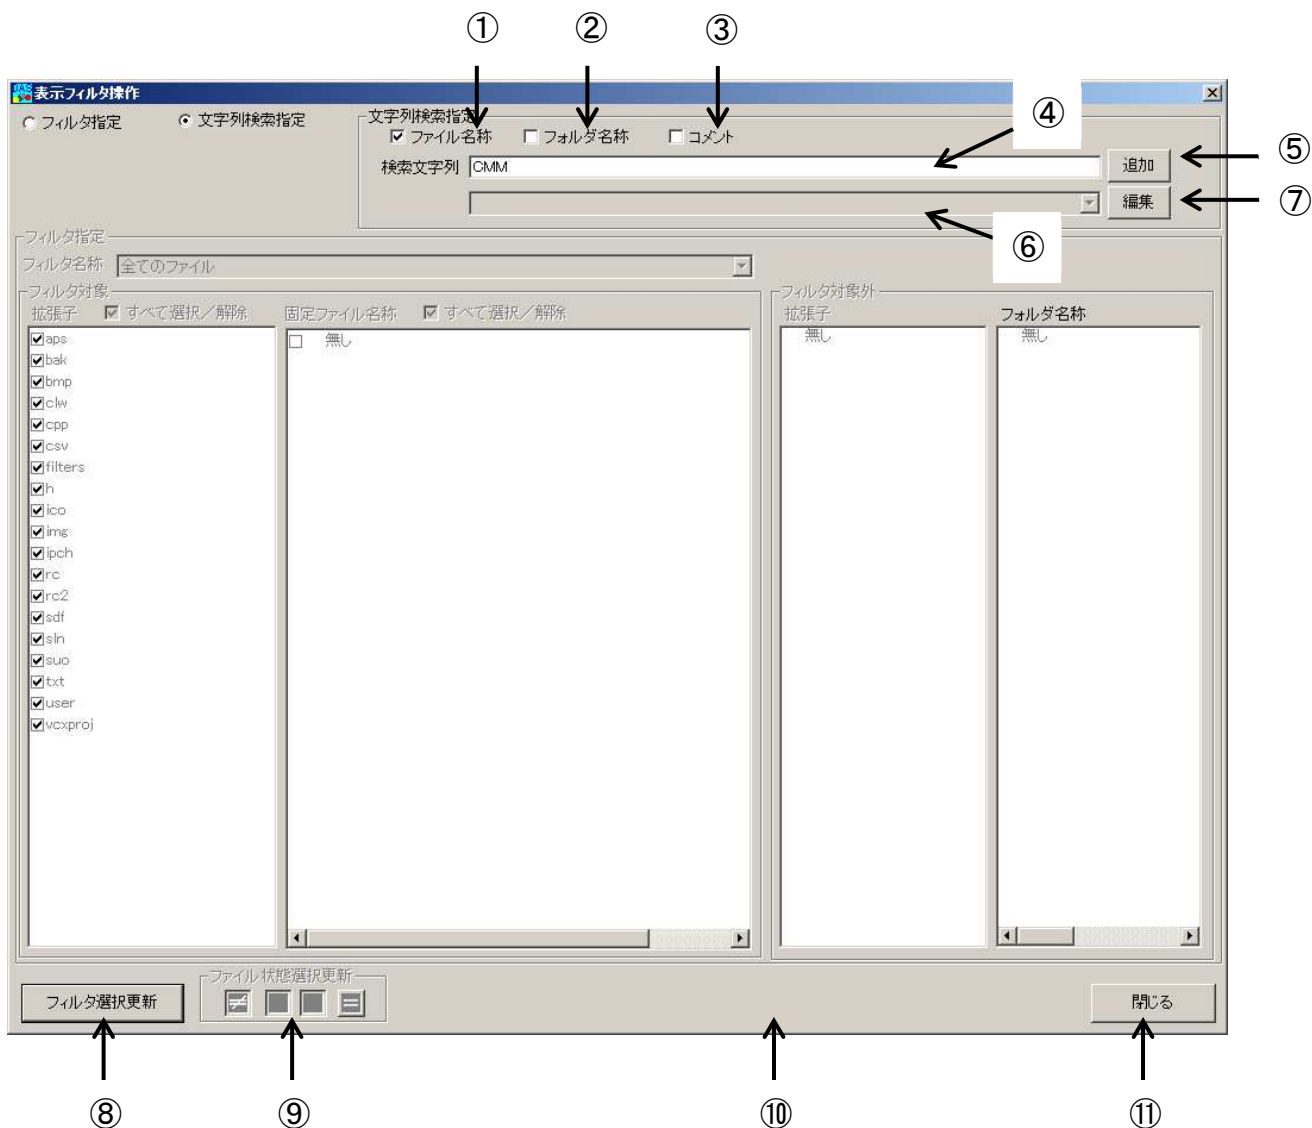 ① ② ③
表示フィルタ操作
フィルタ指定 文字列検索指定
文字列検索指定
ファイル名称 フォルダ名称 コメント
④
検索文字列 CMM 追加 ⑤
編集 ⑦
⑥
フィルタ指定
フィルタ名称 全てのファイル
フィルタ対象
拡張子 すべて選択／解除 固定ファイル名称 すべて選択／解除
フィルタ対象外
拡張子 フォルダ名称
aps
bak
bmp
clw
cpp
csv
filters
h
ico
img
ipch
rc
rc2
sdf
sln
suo
txt
user
vcxproj
無し
無し
無し
フィルタ選択更新
ファイル状態選択更新
≠ =
閉じる
⑧ ⑨ ⑩ ⑪